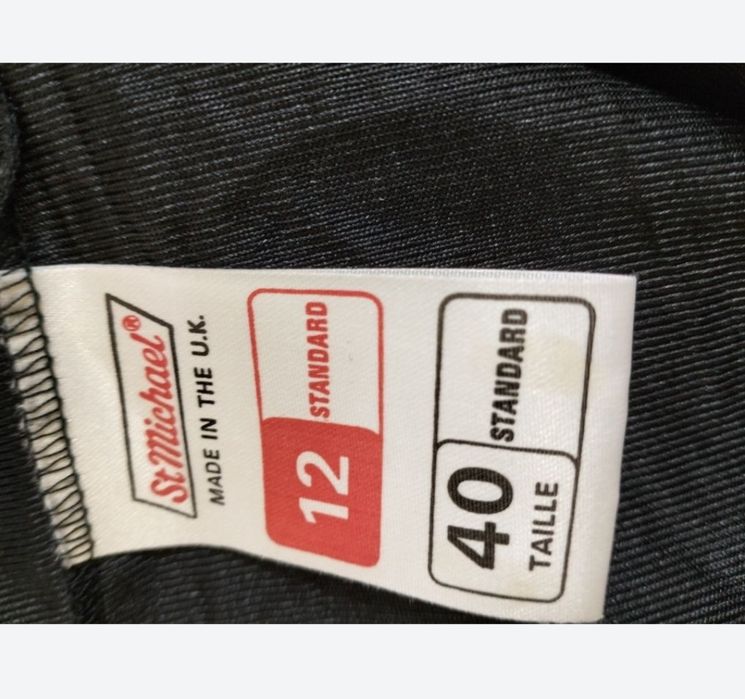 St Michael®
MADE IN THE U.K.
12 STANDARD
40 STANDARD
TAILLE